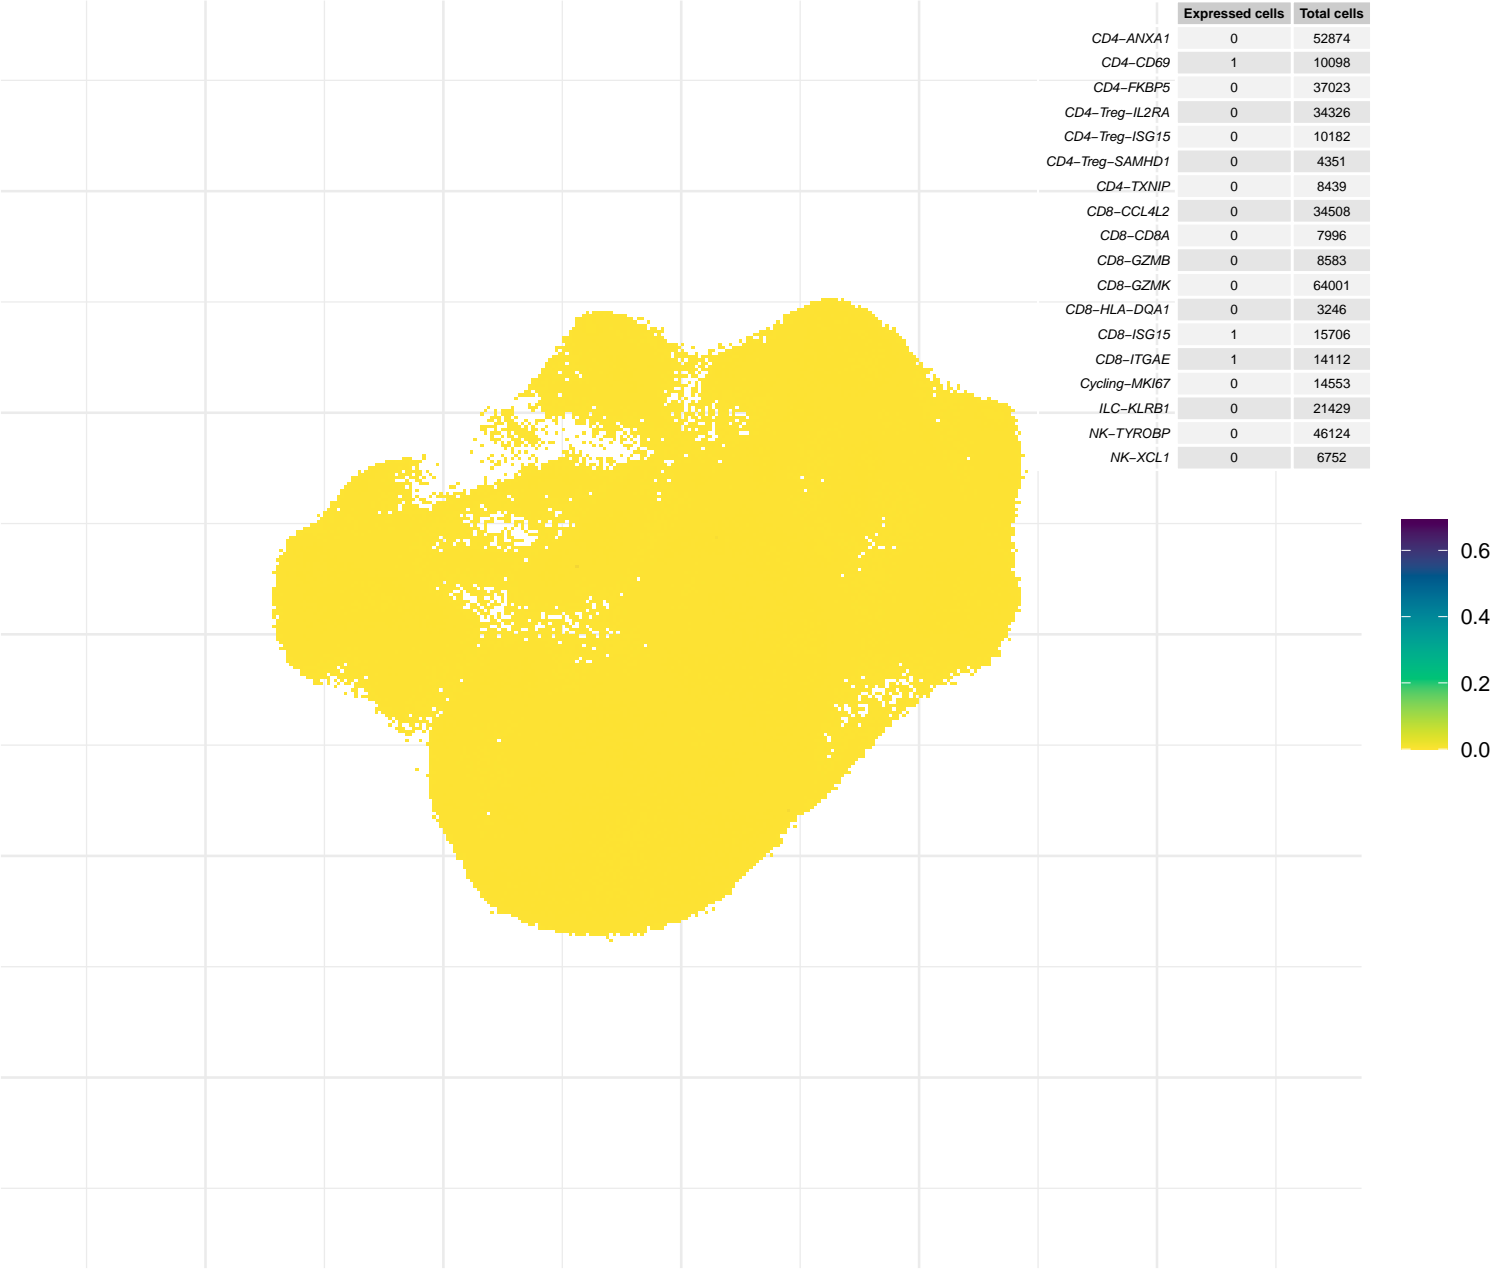 Expressed cells Total cells
CD4−ANXA1 0 52874
CD4−CD69 1 10098
CD4−FKBP5 0 37023
CD4−Treg−IL2RA 0 34326
CD4−Treg−ISG15 0 10182
CD4−Treg−SAMHD1 0 4351
CD4−TXNIP 0 8439
CD8−CCL4L2 0 34508
CD8−CD8A 0 7996
CD8−GZMB 0 8583
CD8−GZMK 0 64001
CD8−HLA−DQA1 0 3246
CD8−ISG15 1 15706
CD8−ITGAE 1 14112
Cycling−MKI67 0 14553
ILC−KLRB1 0 21429
NK−TYROBP 0 46124
NK−XCL1 0 6752
0.6
0.4
0.2
0.0